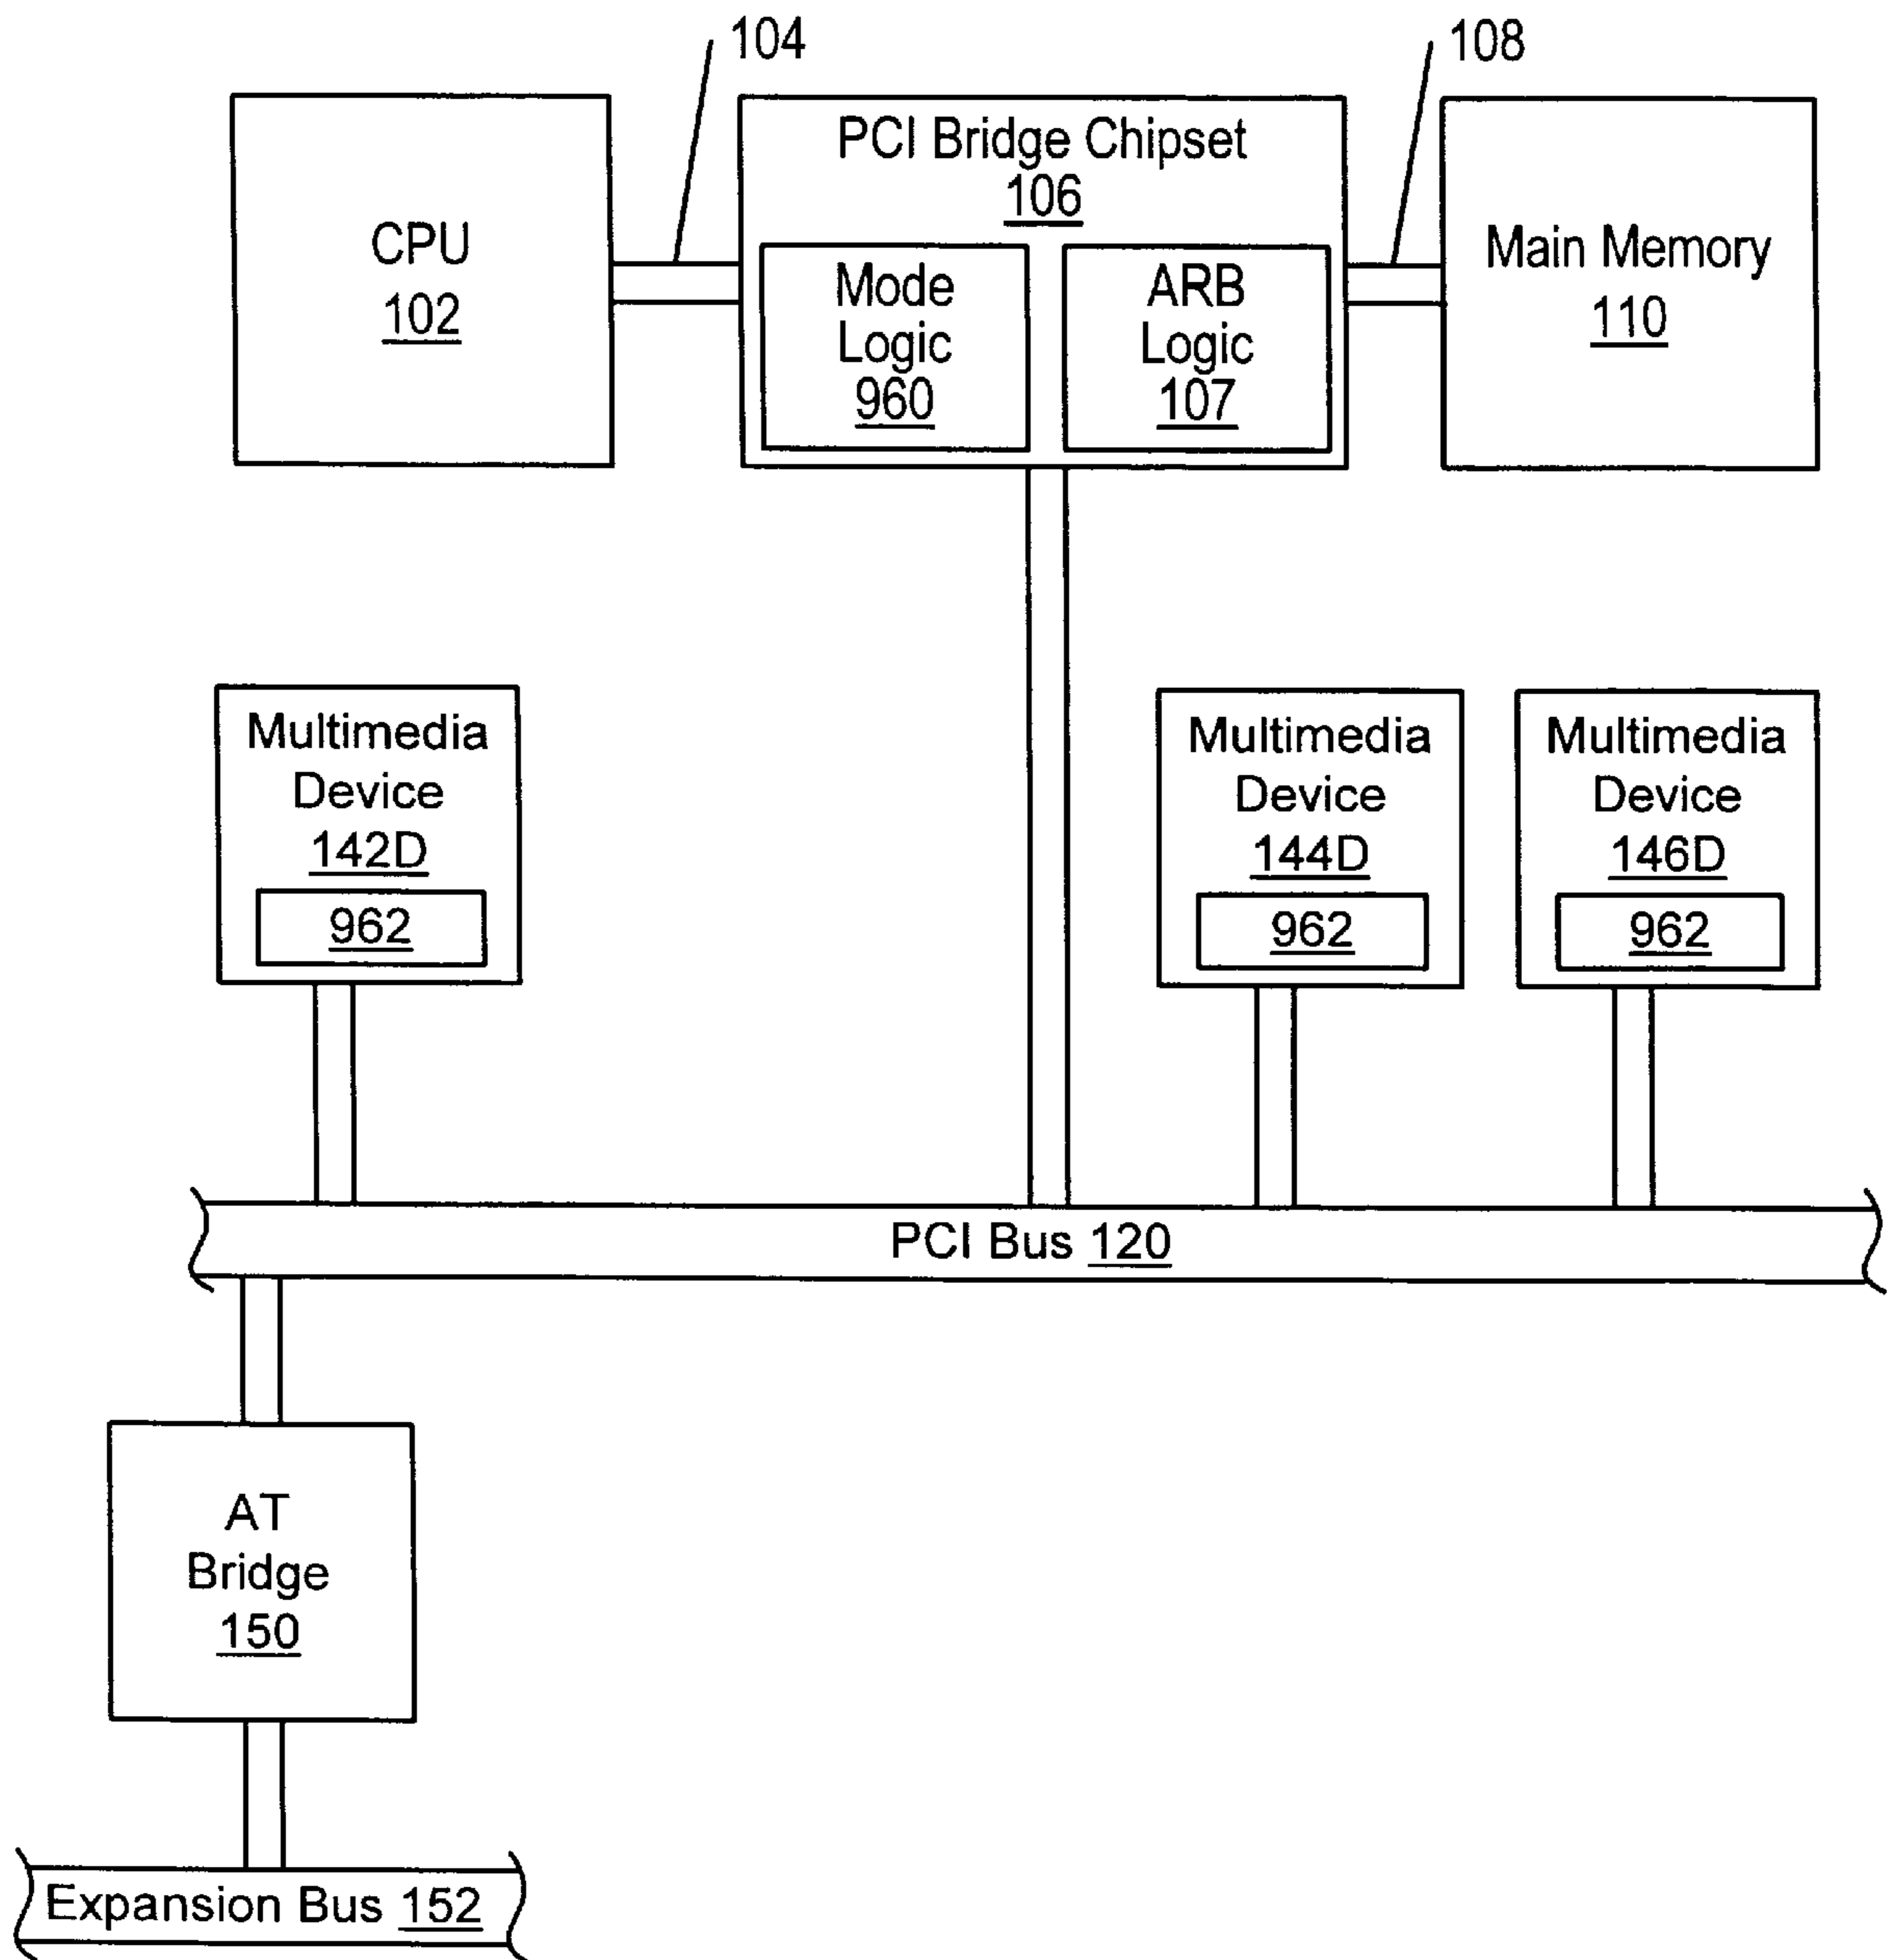 104
108
CPU
102
PCI Bridge Chipset
106
Mode
Logic
960
ARB
Logic
107
Main Memory
110
Multimedia
Device
142D
962
Multimedia
Device
144D
962
Multimedia
Device
146D
962
PCI Bus 120
AT
Bridge
150
Expansion Bus 152